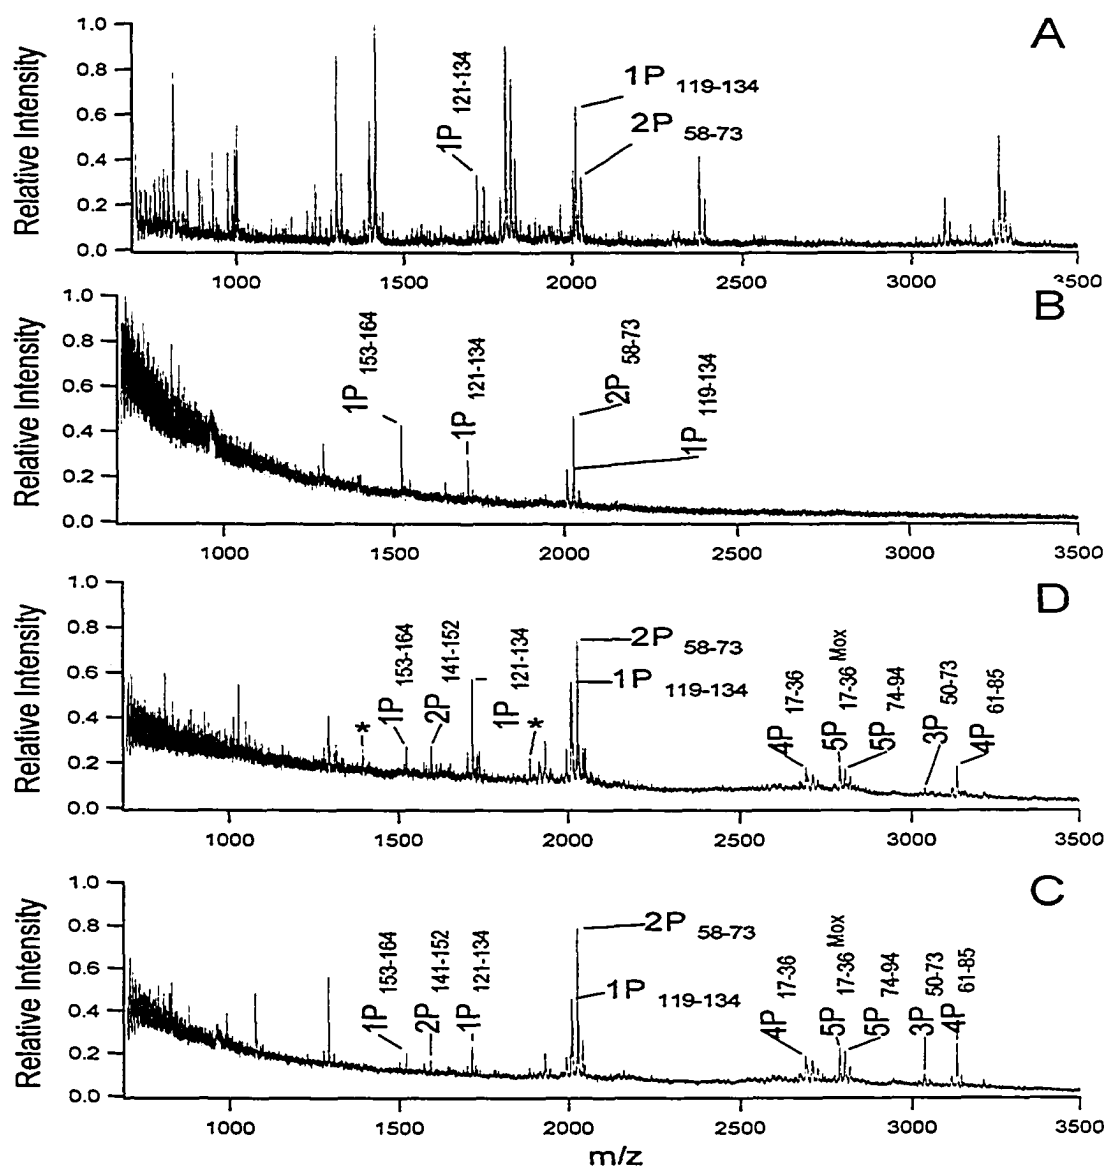 A
Relative Intensity
1.0
0.8
0.6
0.4
0.2
0.0
1P 121-134
1P 119-134
2P 58-73
1000 1500 2000 2500 3000 3500
B
Relative Intensity
1.0
0.8
0.6
0.4
0.2
0.0
1P 153-164
1P 121-134
2P 58-73
1P 119-134
1000 1500 2000 2500 3000 3500
D
Relative Intensity
1.0
0.8
0.6
0.4
0.2
0.0
*
1P 153-164
2P 141-152
1P 121-134
*
2P 58-73
1P 119-134
4P 17-36
5P 17-36 Mox
5P 74-94
3P 50-73
4P 61-85
1000 1500 2000 2500 3000 3500
C
Relative Intensity
1.0
0.8
0.6
0.4
0.2
0.0
1P 153-164
2P 141-152
1P 121-134
2P 58-73
1P 119-134
4P 17-36
5P 17-36 Mox
5P 74-94
3P 50-73
4P 61-85
1000 1500 2000 2500 3000 3500
m/z